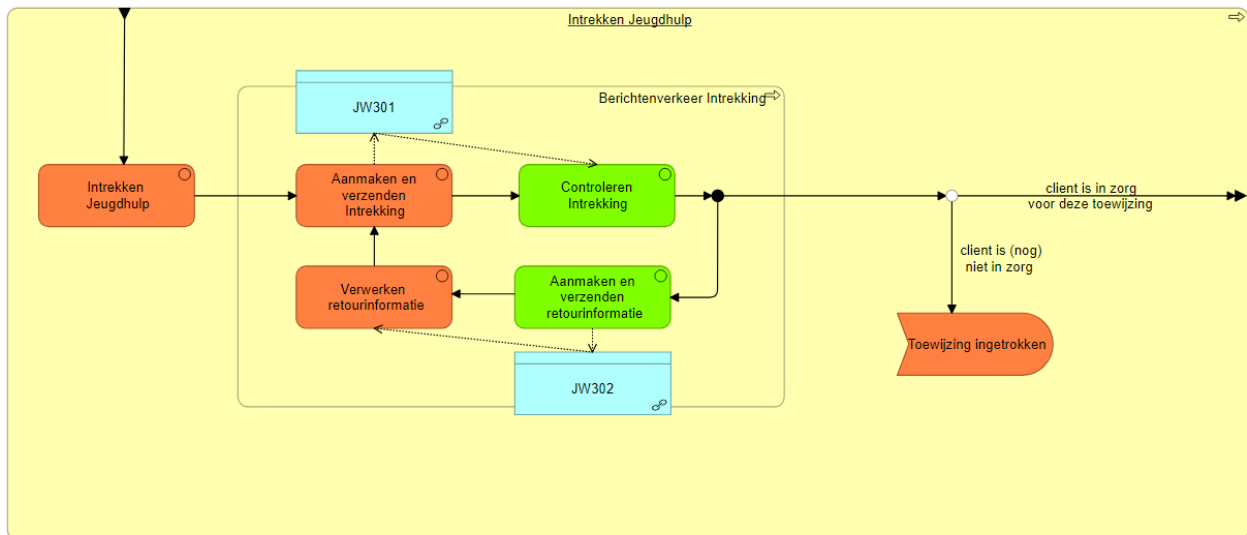 Intrekken Jeugdhulp
Berichtenverkeer Intrekking
JW301
Intrekken
Jeugdhulp
Aanmaken en
verzenden
Intrekking
Controleren
Intrekking
client is in zorg
voor deze toewijzing
client is (nog)
niet in zorg
Verwerken
retourinformatie
Aanmaken en
verzenden
retourinformatie
Toewijzing ingetrokken
JW302